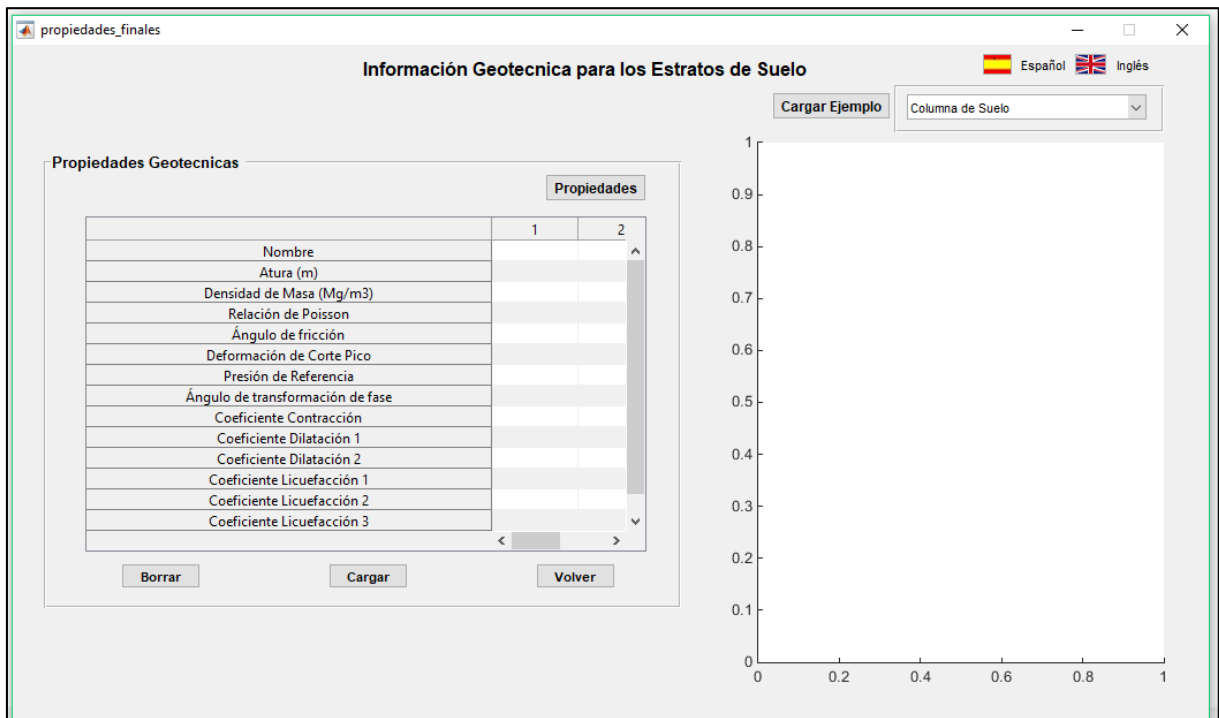 propiedades_finales
Información Geotecnica para los Estratos de Suelo
Español
Inglés
Cargar Ejemplo
Columna de Suelo
Propiedades Geotecnicas
Propiedades
1 2
Nombre
Atura (m)
Densidad de Masa (Mg/m3)
Relación de Poisson
Ángulo de fricción
Deformación de Corte Pico
Presión de Referencia
Ángulo de transformación de fase
Coeficiente Contracción
Coeficiente Dilatación 1
Coeficiente Dilatación 2
Coeficiente Licuefacción 1
Coeficiente Licuefacción 2
Coeficiente Licuefacción 3
Borrar
Cargar
Volver
1
0.9
0.8
0.7
0.6
0.5
0.4
0.3
0.2
0.1
0
0 0.2 0.4 0.6 0.8 1